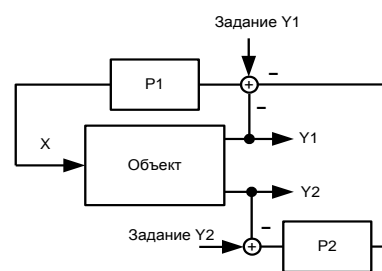 Задание Y1
P1
–
–
X
Объект
Y1
Y2
Задание Y2
–
P2